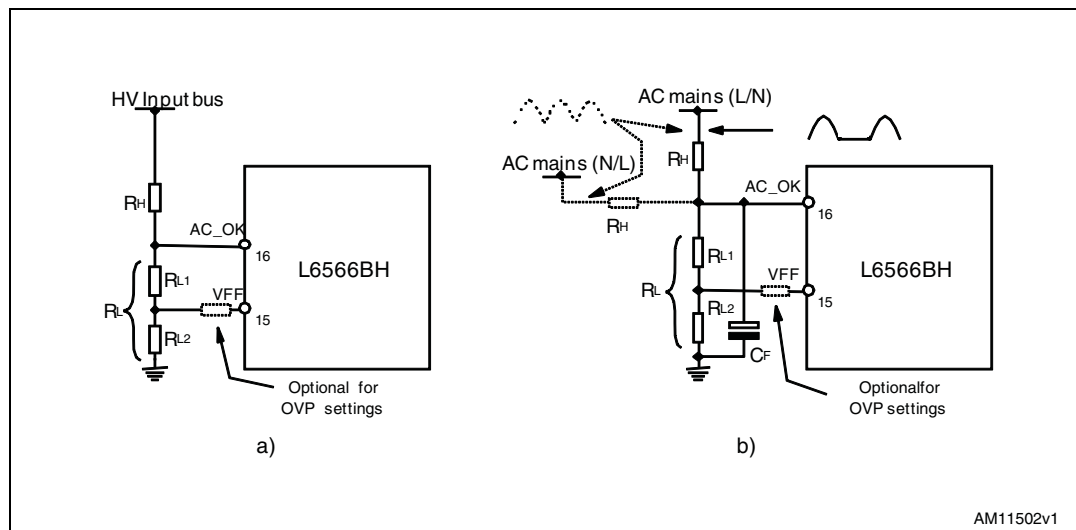 HV Input bus
RH
AC_OK
16
L6566BH
RL1
VFF
15
RL
RL2
Optional for
OVP settings
a)
AC mains (L/N)
RH
AC mains (N/L)
RH
AC_OK
16
L6566BH
RL1
VFF
15
RL
RL2
CF
Optionalfor
OVP settings
b)
AM11502v1